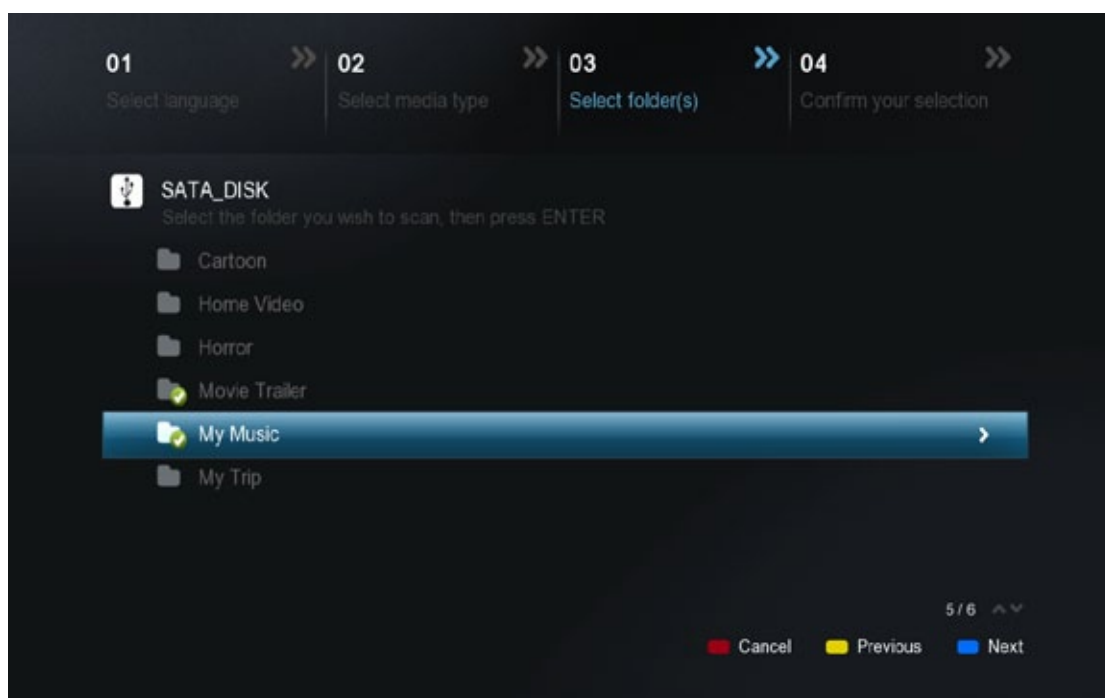 01 02 03 04
Select language Select media type Select folder(s) Confirm your selection
SATA_DISK
Select the folder you wish to scan, then press ENTER
Cartoon
Home Video
Horror
Movie Trailer
My Music
My Trip
5 / 6
Cancel Previous Next